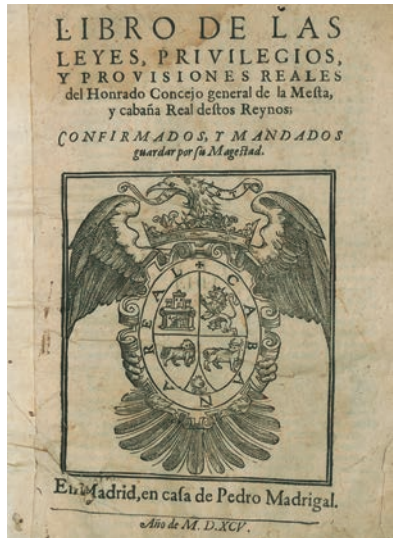 LIBRO DE LAS
LEYES, PRIVILEGIOS,
Y PROVISIONES REALES
del Honrado Concejo general de la Meſta,
y cabaña Real deſtos Reynos:
CONFIRMADOS, Y MANDADOS
guardar por ſu Mageſtad.
REAL CABAÑA
En Madrid, en caſa de Pedro Madrigal.
Año de M. D. XCV.